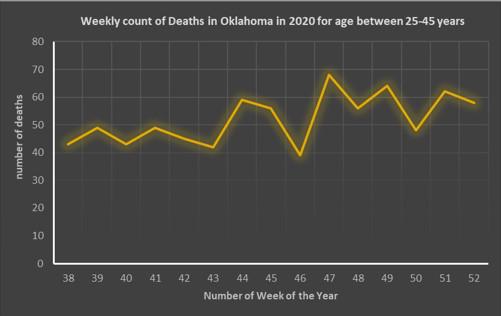 Weekly count of Deaths in Oklahoma in 2020 for age between 25-45 years
number of deaths
80
70
60
50
40
30
20
10
0
38 39 40 41 42 43 44 45 46 47 48 49 50 51 52
Number of Week of the Year